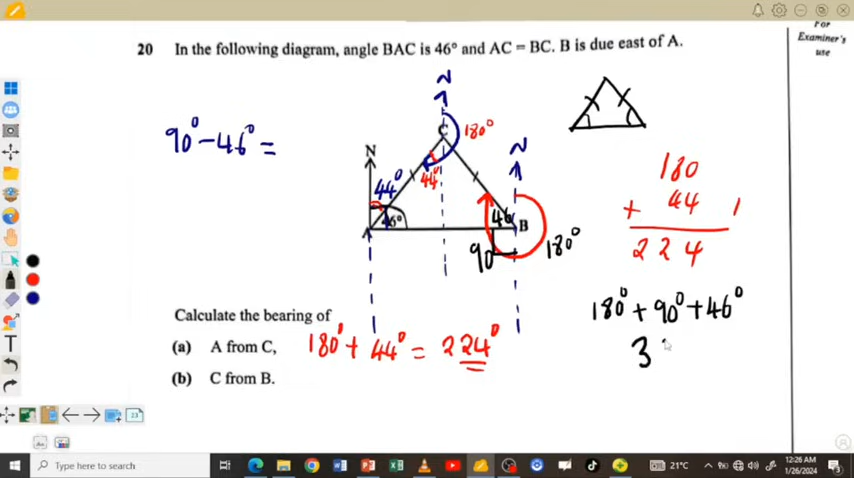 For
Examiner's
use
20 In the following diagram, angle BAC is 46° and AC = BC. B is due east of A.
90° - 46° =
N
N
N
C
180°
44°
44°
46°
A
46
B
90
180°
180
+ 44 1
224
180° + 90° + 46°
3
Calculate the bearing of
(a) A from C, 180° + 44° = 224°
(b) C from B.
T
13
Type here to search
21°C
12:26 AM
1/26/2024